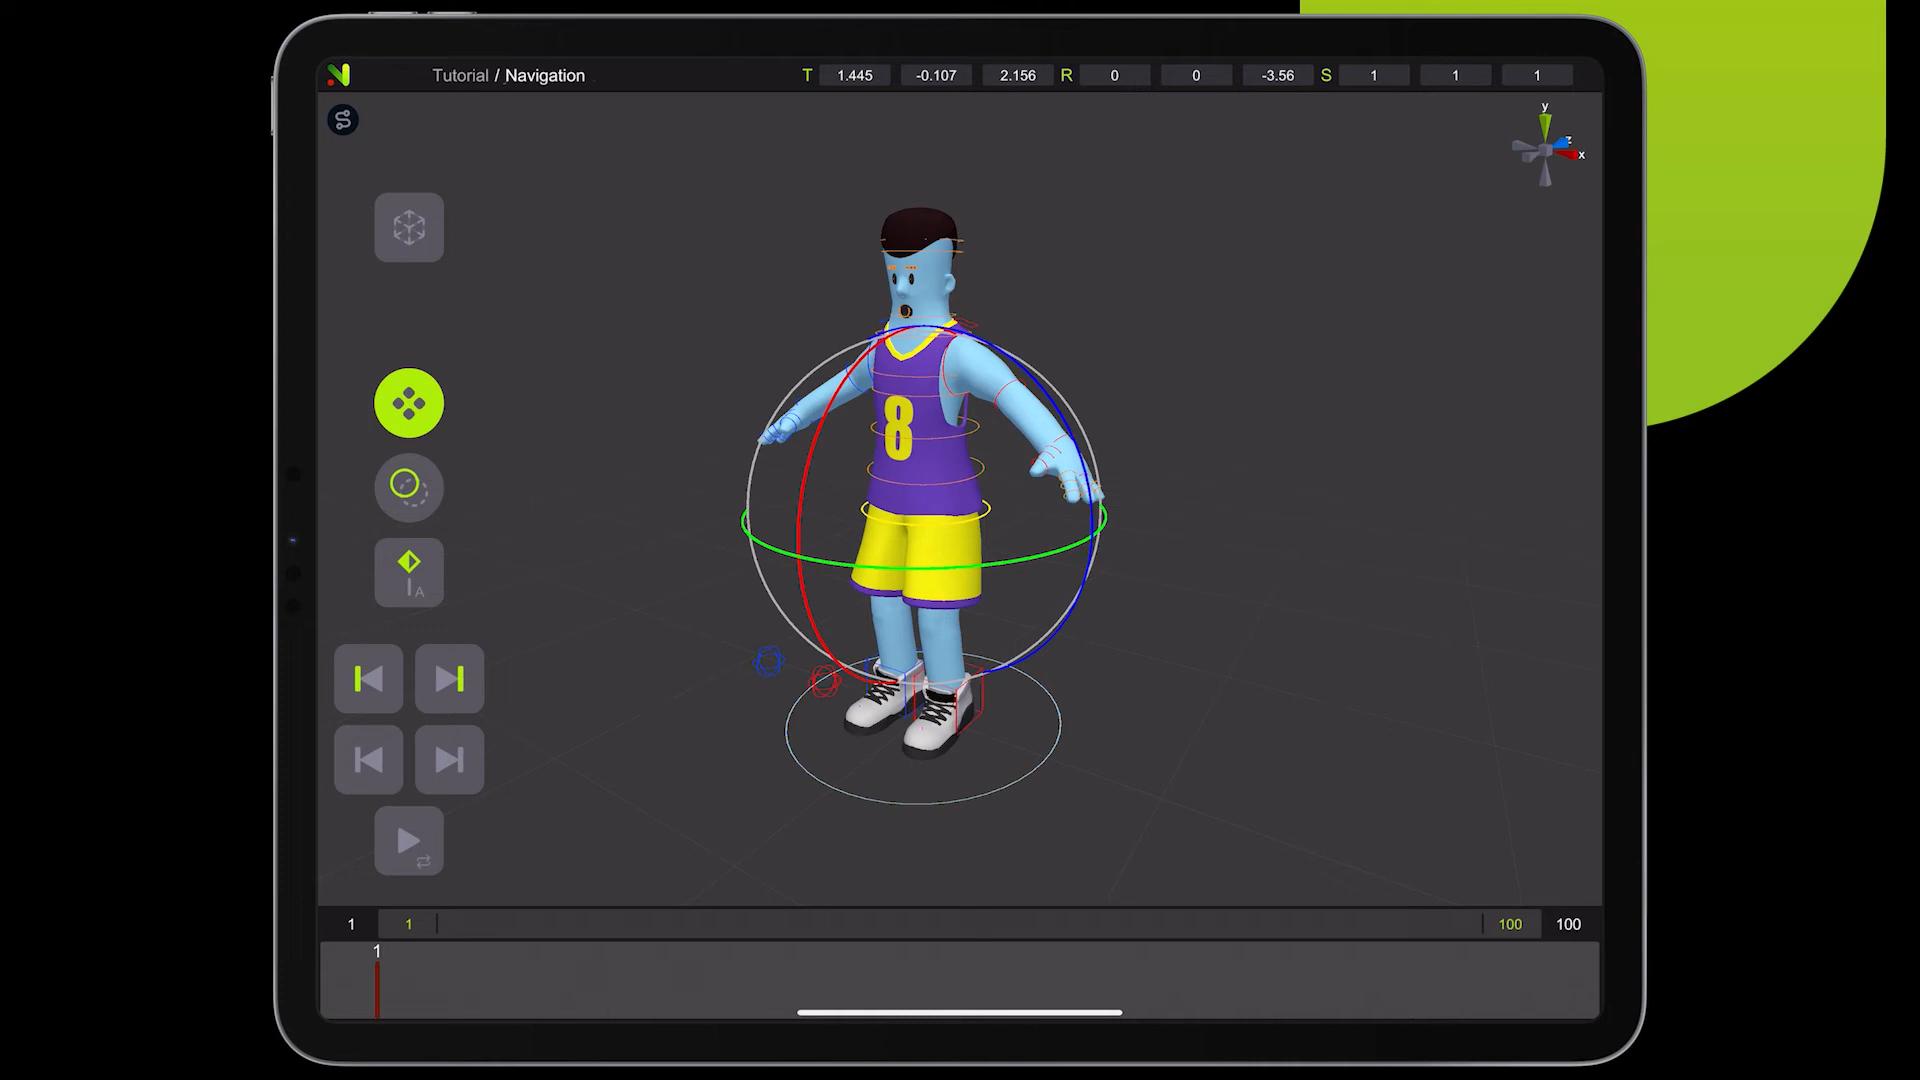 Tutorial / Navigation
T 1.445 -0.107 2.156 R 0 0 -3.56 S 1 1 1
y
z
x
8
A
1 1 100 100
1